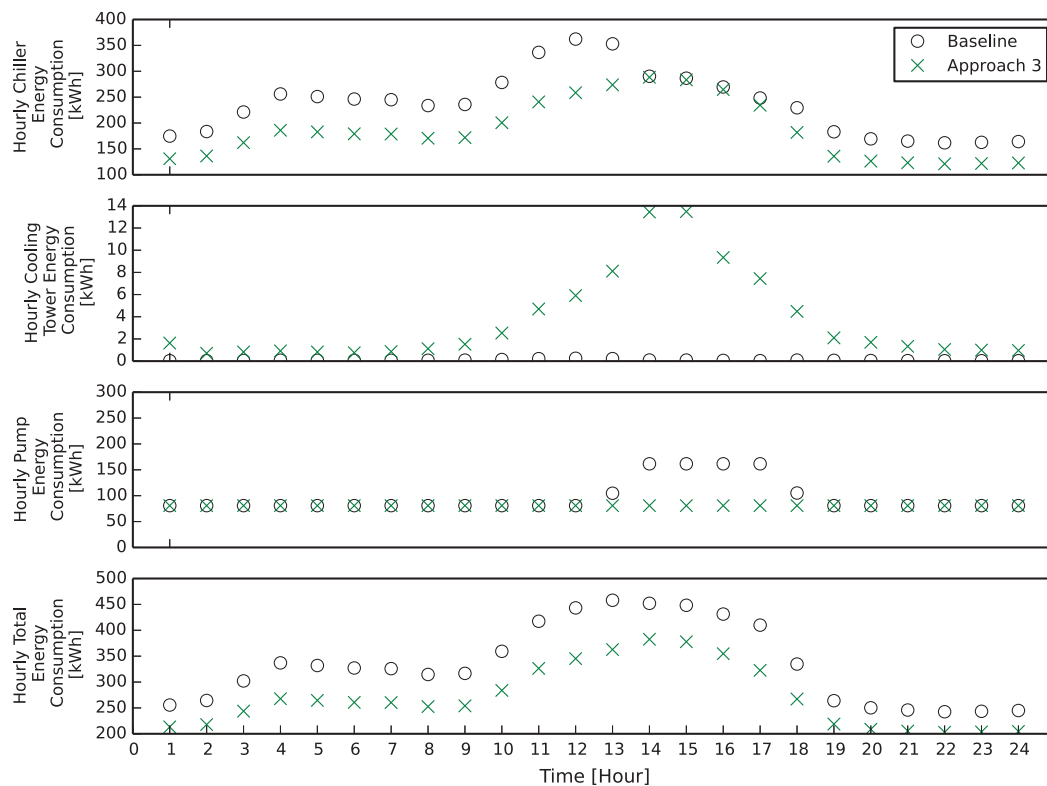 Hourly Chiller
Energy
Consumption
[kWh]
400
350
300
250
200
150
100
Baseline
Approach 3
Hourly Cooling
Tower Energy
Consumption
[kWh]
14
12
10
8
6
4
2
0
Hourly Pump
Energy
Consumption
[kWh]
300
250
200
150
100
50
0
Hourly Total
Energy
Consumption
[kWh]
500
450
400
350
300
250
200
0 1 2 3 4 5 6 7 8 9 10 11 12 13 14 15 16 17 18 19 20 21 22 23 24
Time [Hour]